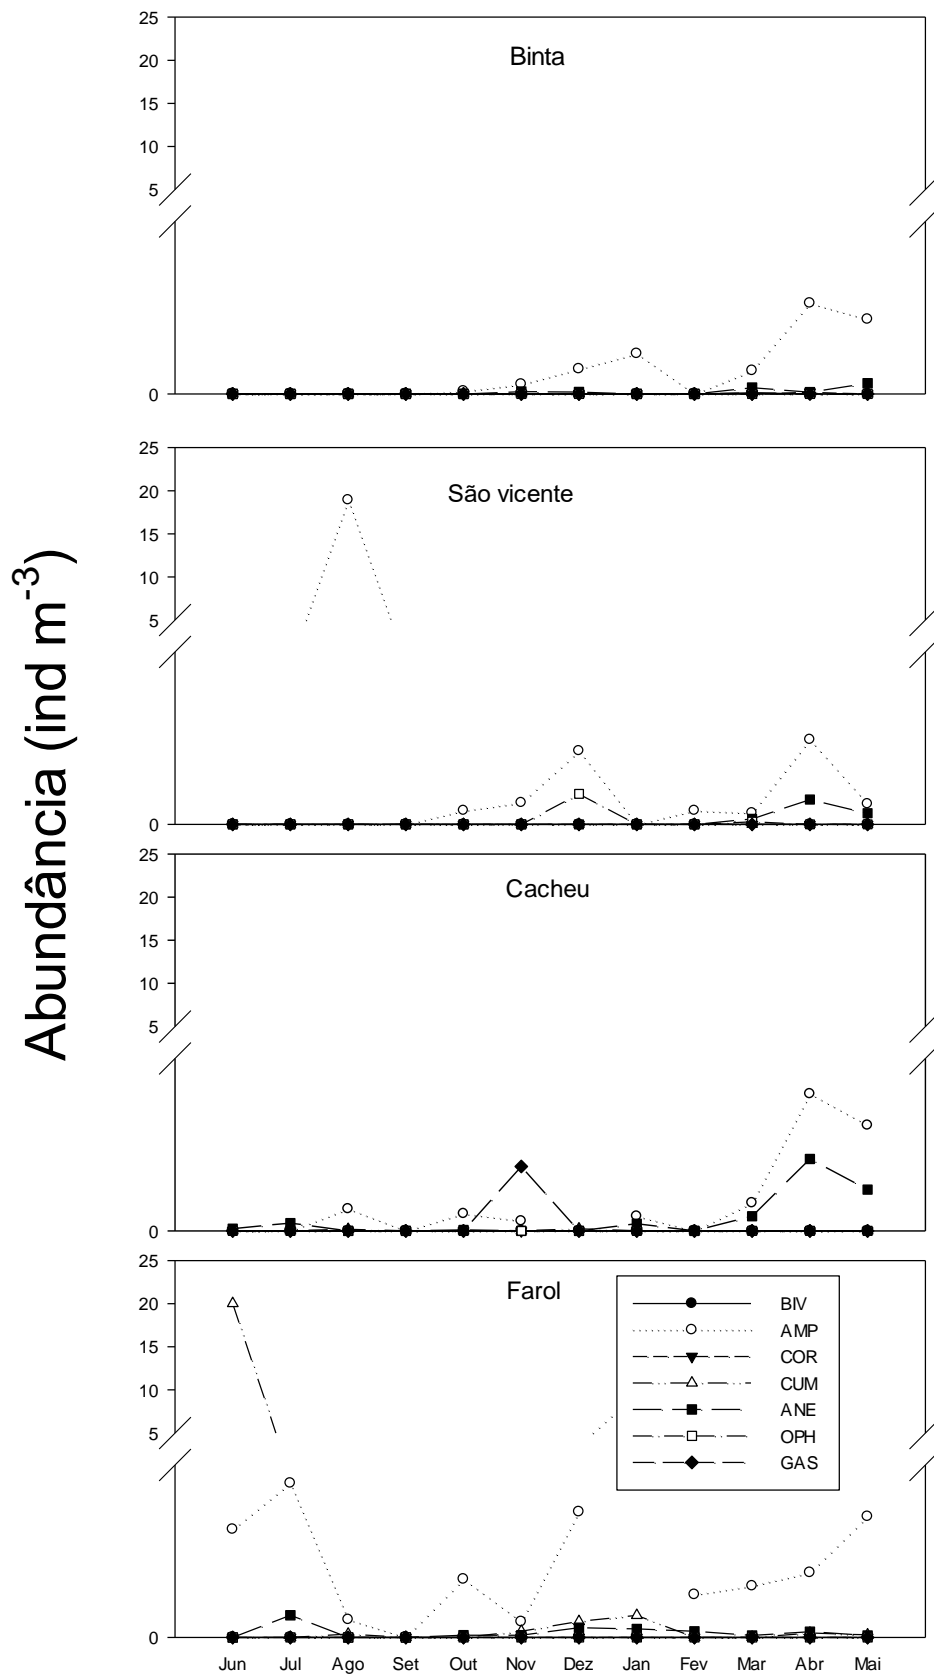 Abundância (ind m⁻³)
25
20
15
10
5
0
Binta
25
20
15
10
5
0
São vicente
25
20
15
10
5
0
Cacheu
25
20
15
10
5
0
Farol
BIV
AMP
COR
CUM
ANE
OPH
GAS
Jun Jul Ago Set Out Nov Dez Jan Fev Mar Abr Mai